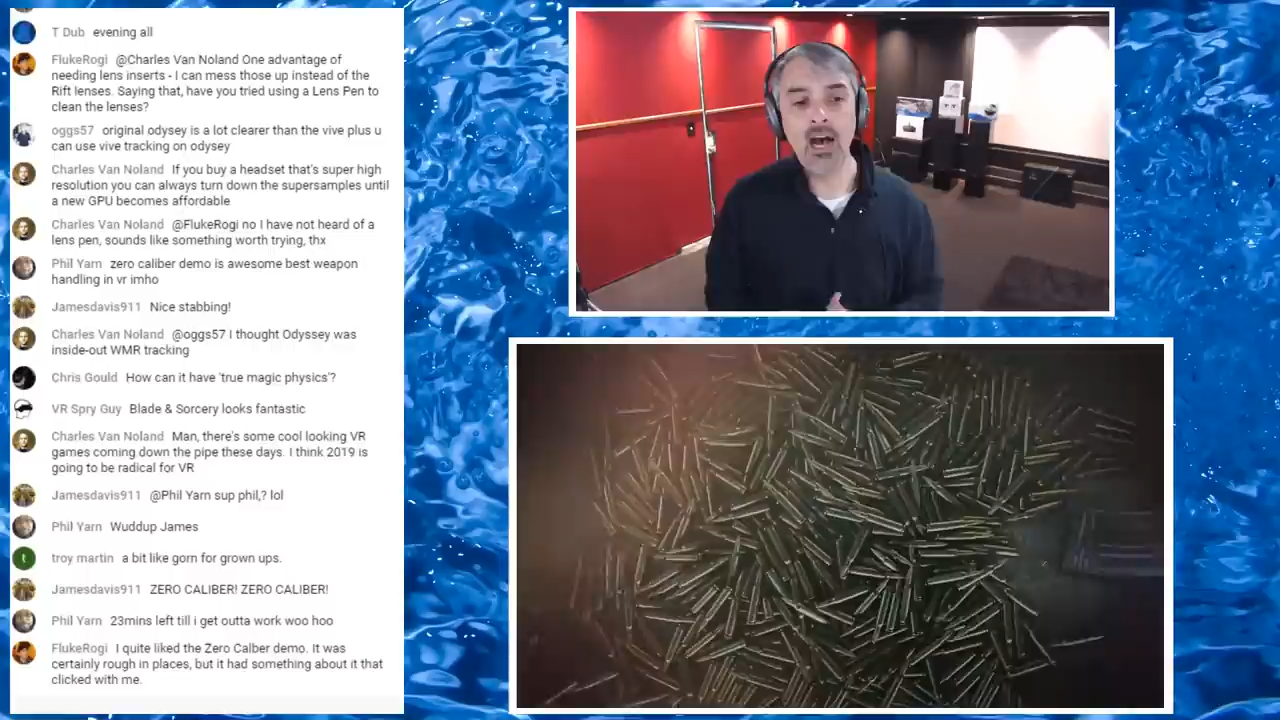 T Dub evening all
FlukeRogi @Charles Van Noland One advantage of
needing lens inserts - I can mess those up instead of the
Rift lenses. Saying that, have you tried using a Lens Pen to
clean the lenses?
oggs57 original odysey is a lot clearer than the vive plus u
can use vive tracking on odysey
Charles Van Noland If you buy a headset that's super high
resolution you can always turn down the supersamples until
a new GPU becomes affordable
Charles Van Noland @FlukeRogi no I have not heard of a
lens pen, sounds like something worth trying, thx
Phil Yarn zero caliber demo is awesome best weapon
handling in vr imho
Jamesdavis911 Nice stabbing!
Charles Van Noland @oggs57 I thought Odyssey was
inside-out WMR tracking
Chris Gould How can it have 'true magic physics'?
VR Spry Guy Blade & Sorcery looks fantastic
Charles Van Noland Man, there's some cool looking VR
games coming down the pipe these days. I think 2019 is
going to be radical for VR
Jamesdavis911 @Phil Yarn sup phil,? lol
Phil Yarn Wuddup James
t troy martin a bit like gorn for grown ups.
Jamesdavis911 ZERO CALIBER! ZERO CALIBER!
Phil Yarn 23mins left till i get outta work woo hoo
FlukeRogi I quite liked the Zero Calber demo. It was
certainly rough in places, but it had something about it that
clicked with me.